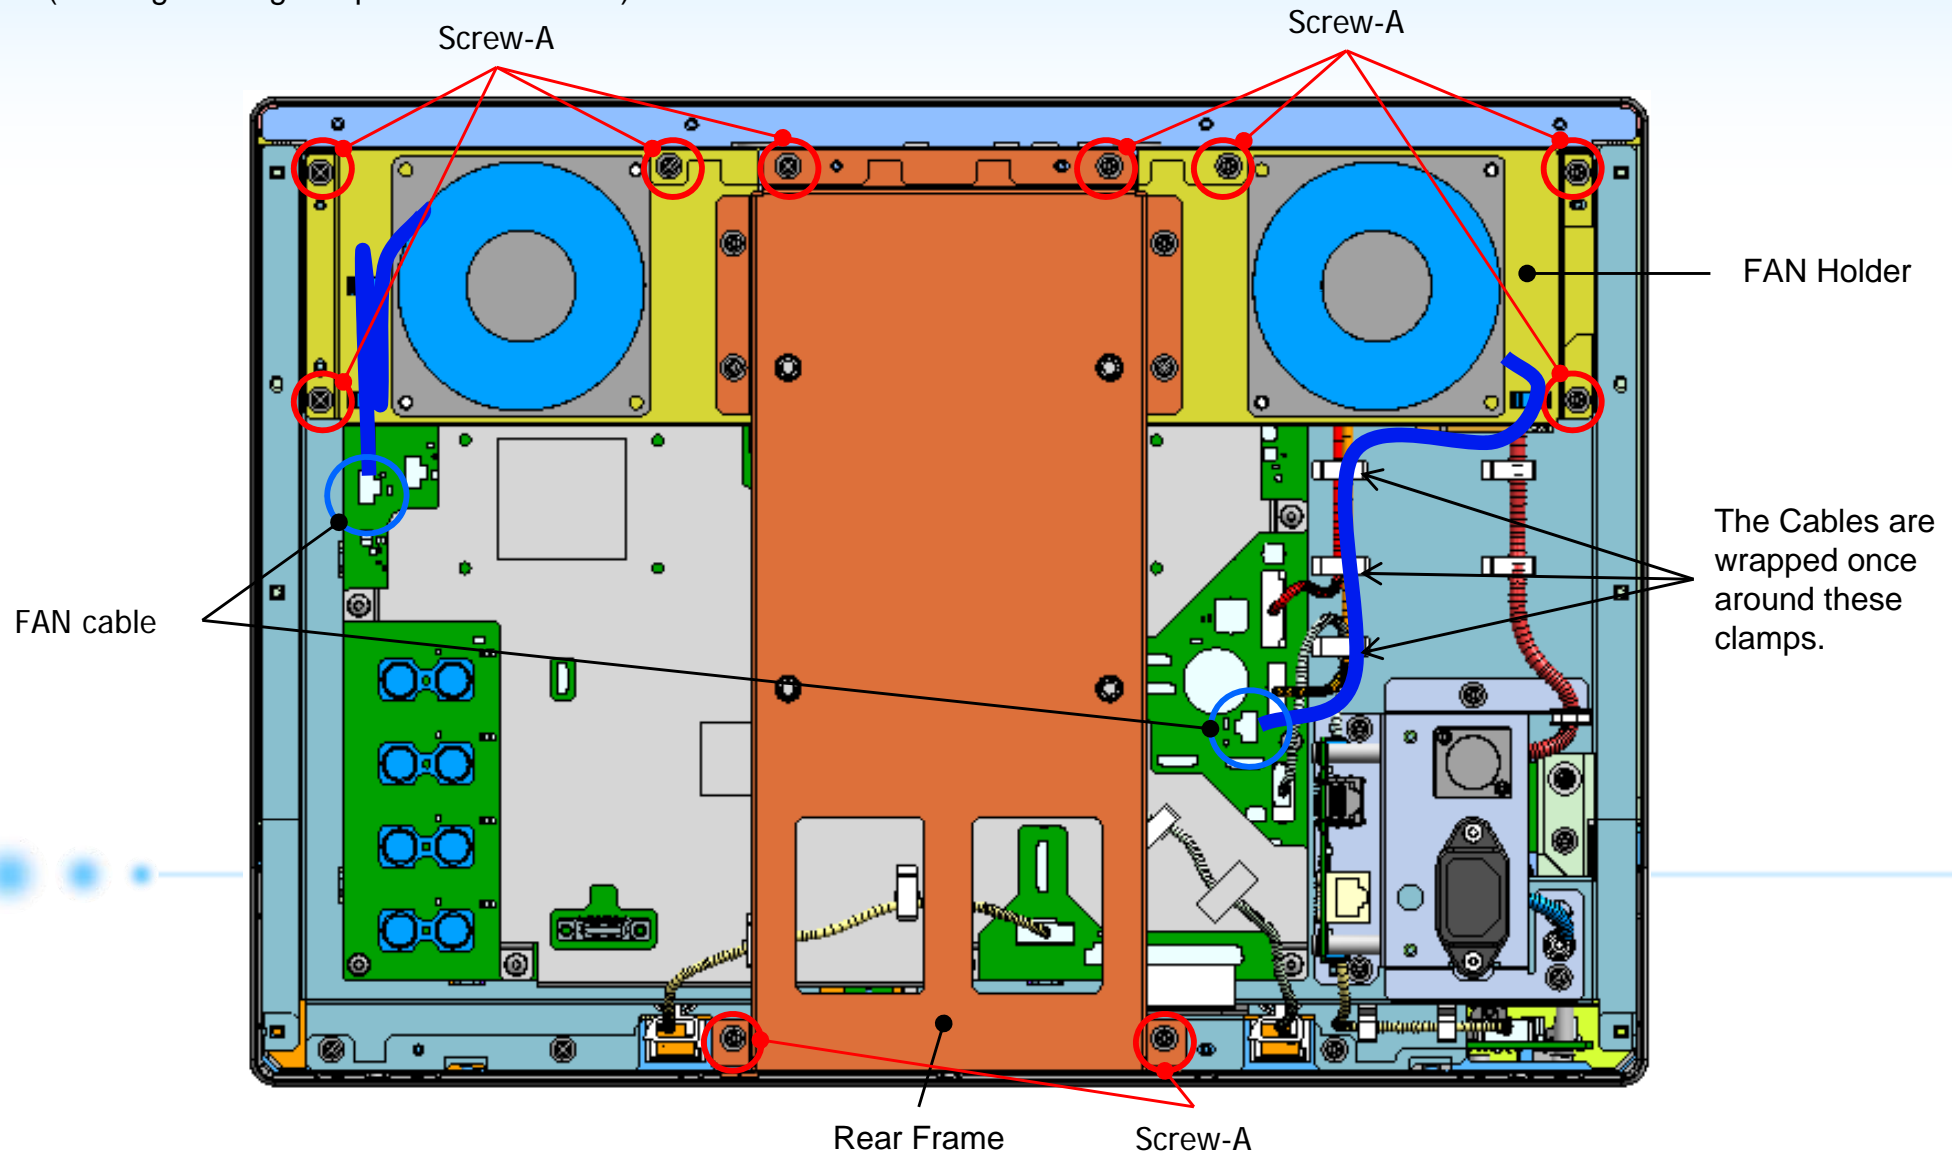 Screw-A
Screw-A
FAN Holder
The Cables are
wrapped once
around these
clamps.
FAN cable
Rear Frame
Screw-A